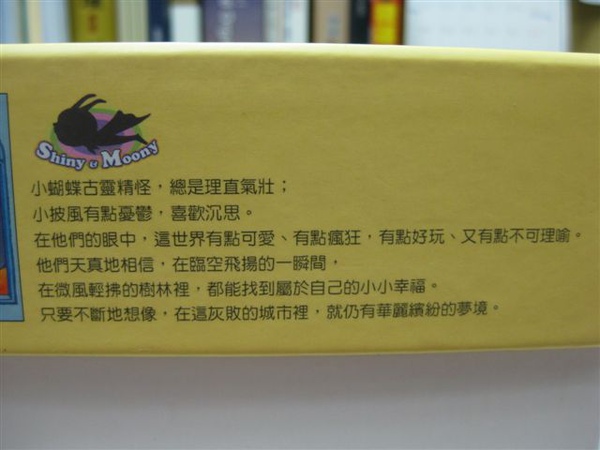 Shiny & Moony
小蝴蝶古靈精怪，總是理直氣壯；
小披風有點憂鬱，喜歡沉思。
在他們的眼中，這世界有點可愛、有點瘋狂，有點好玩、又有點不可理喻。
他們天真地相信，在臨空飛揚的一瞬間，
在微風輕拂的樹林裡，都能找到屬於自己的小小幸福。
只要不斷地想像，在這灰敗的城市裡，就仍有華麗繽紛的夢境。